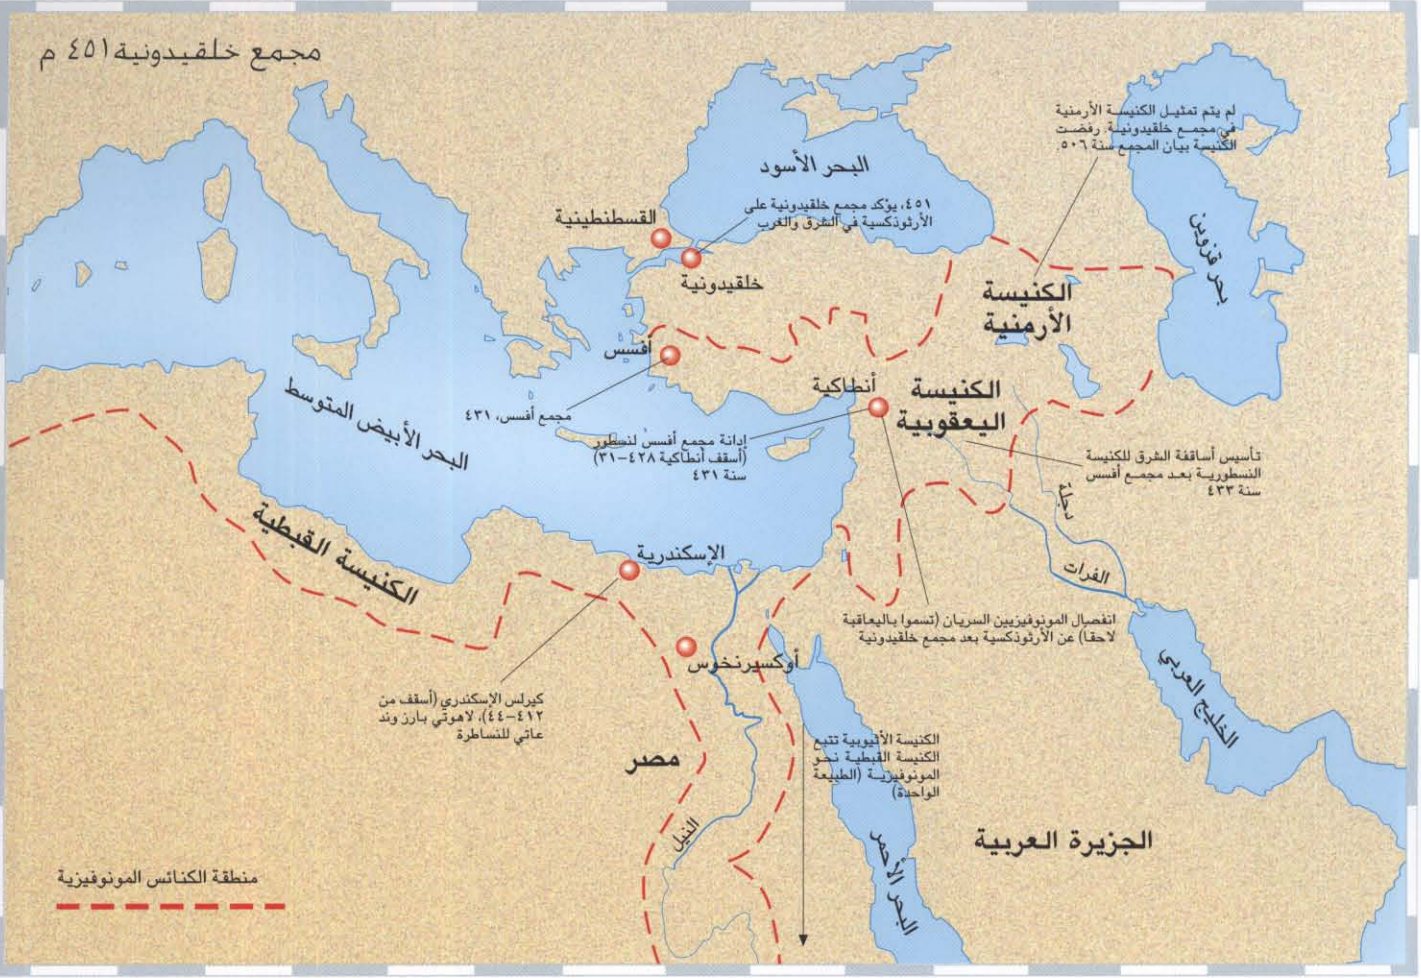 مجمع خلقيدونية ٤٥١ م
لم يتم تمثيل الكنيسة الأرمنية
في مجمع خلقيدونية. رفضت
الكنيسة بيان المجمع سنة ٥٠٦
البحر الأسود
٤٥١، يؤكد مجمع خلقيدونية على
الأرثوذكسية في الشرق والغرب
القسطنطينية
خلقيدونية
بحر قزوين
الكنيسة
الأرمنية
أفسس
مجمع أفسس، ٤٣١
أنطاكية
الكنيسة
اليعقوبية
إدانة مجمع أفسس لنسطور
(أسقف أنطاكية ٤٢٨–٣١)
سنة ٤٣١
تأسيس أساقفة الشرق للكنيسة
النسطورية بعد مجمع أفسس
سنة ٤٣٣
البحر الأبيض المتوسط
دجلة
الفرات
الكنيسة القبطية
الإسكندرية
انفصال المونوفيزيين السريان (تسموا باليعاقبة
لاحقا) عن الأرثوذكسية بعد مجمع خلقيدونية
أوكسيرنخوس
الخليج العربي
كيرلس الإسكندري (أسقف من
٤١٢–٤٤)، لاهوتي بارز وند
عاتي للنساطرة
مصر
الكنيسة الأثيوبية تتبع
الكنيسة القبطية نحو
المونوفيزية (الطبيعة
الواحدة)
النيل
الجزيرة العربية
البحر الأحمر
منطقة الكنائس المونوفيزية